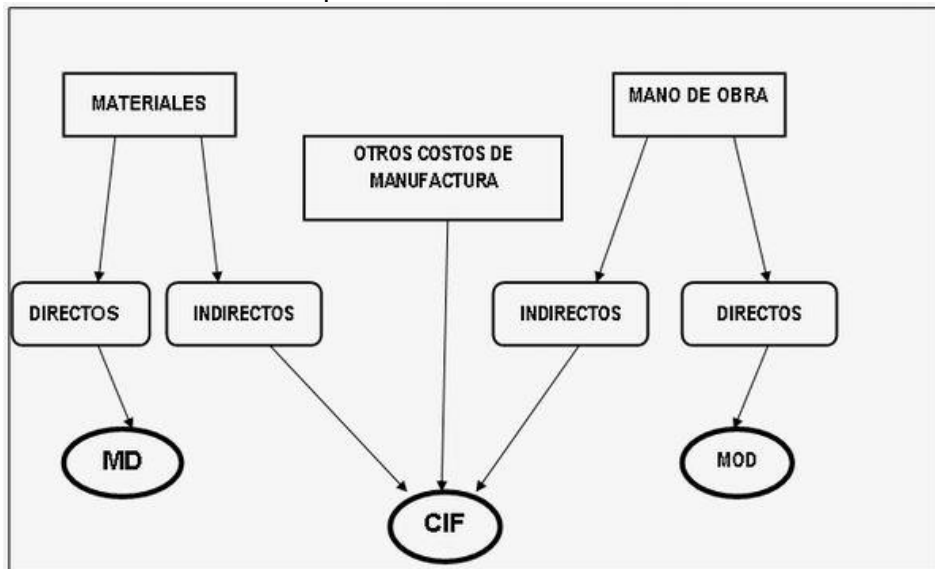 MATERIALES
MANO DE OBRA
OTROS COSTOS DE
MANUFACTURA
DIRECTOS
INDIRECTOS
INDIRECTOS
DIRECTOS
MD
MOD
CIF